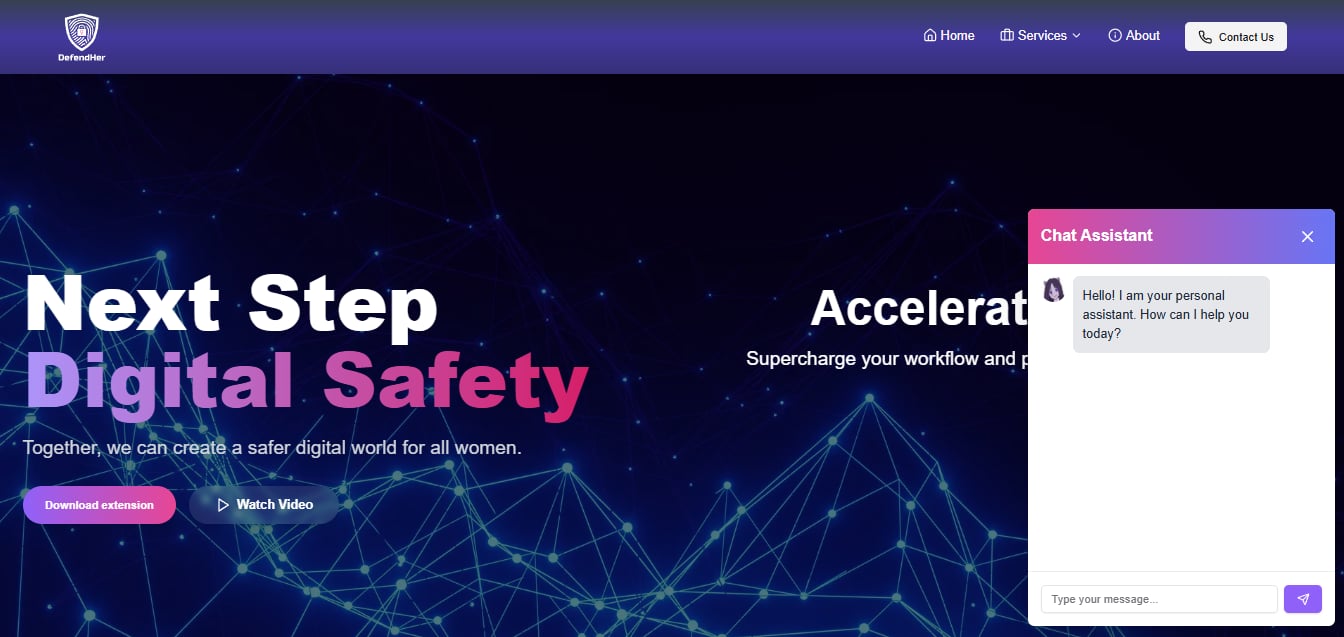 DefendHer
Home
Services
About
Contact Us
Next Step
Digital Safety
Together, we can create a safer digital world for all women.
Download extension
Watch Video
Accelerat
Supercharge your workflow and p
Chat Assistant
Hello! I am your personal
assistant. How can I help you
today?
Type your message...